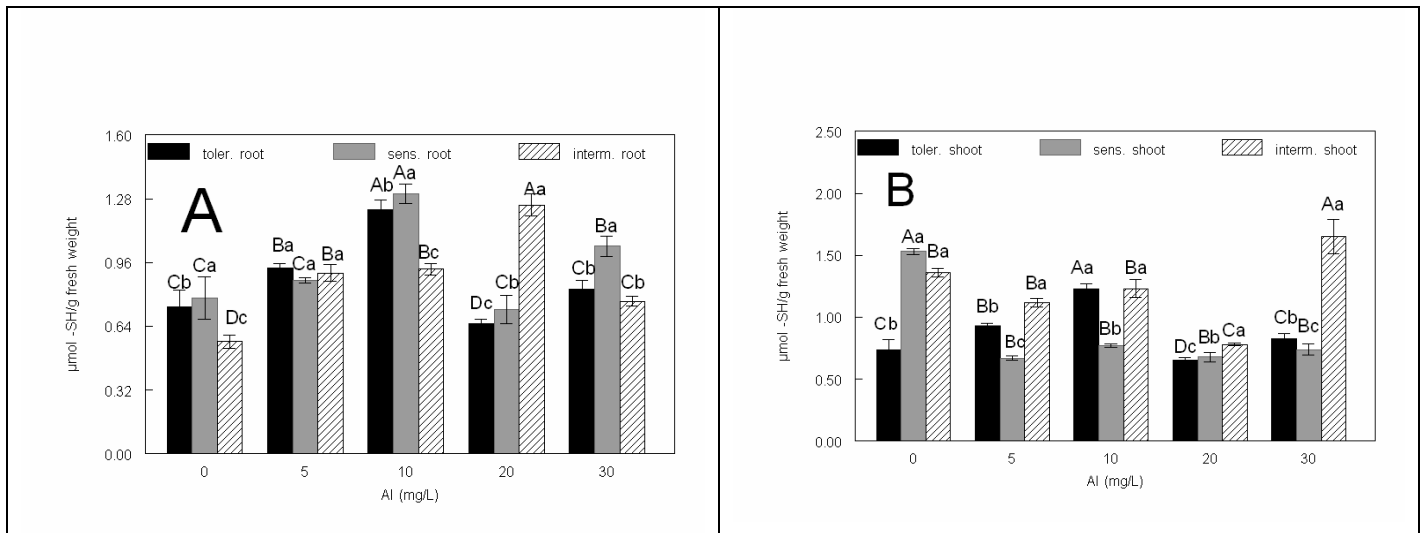 1.60
toler. root sens. root interm. root
A
1.28
0.96
0.64
0.32
0.00
µmol -SH/g fresh weight
Cb Ca Dc
Ba Ca Ba
Ab Aa Bc
Dc Cb Aa
Cb Ba Cb
0 5 10 20 30
Al (mg/L)
2.50
toler. shoot sens. shoot interm. shoot
B
2.00
1.50
1.00
0.50
0.00
µmol -SH/g fresh weight
Cb Aa Ba
Bb Bc Ba
Aa Bb Ba
Dc Bb Ca
Cb Bc Aa
0 5 10 20 30
Al (mg/L)